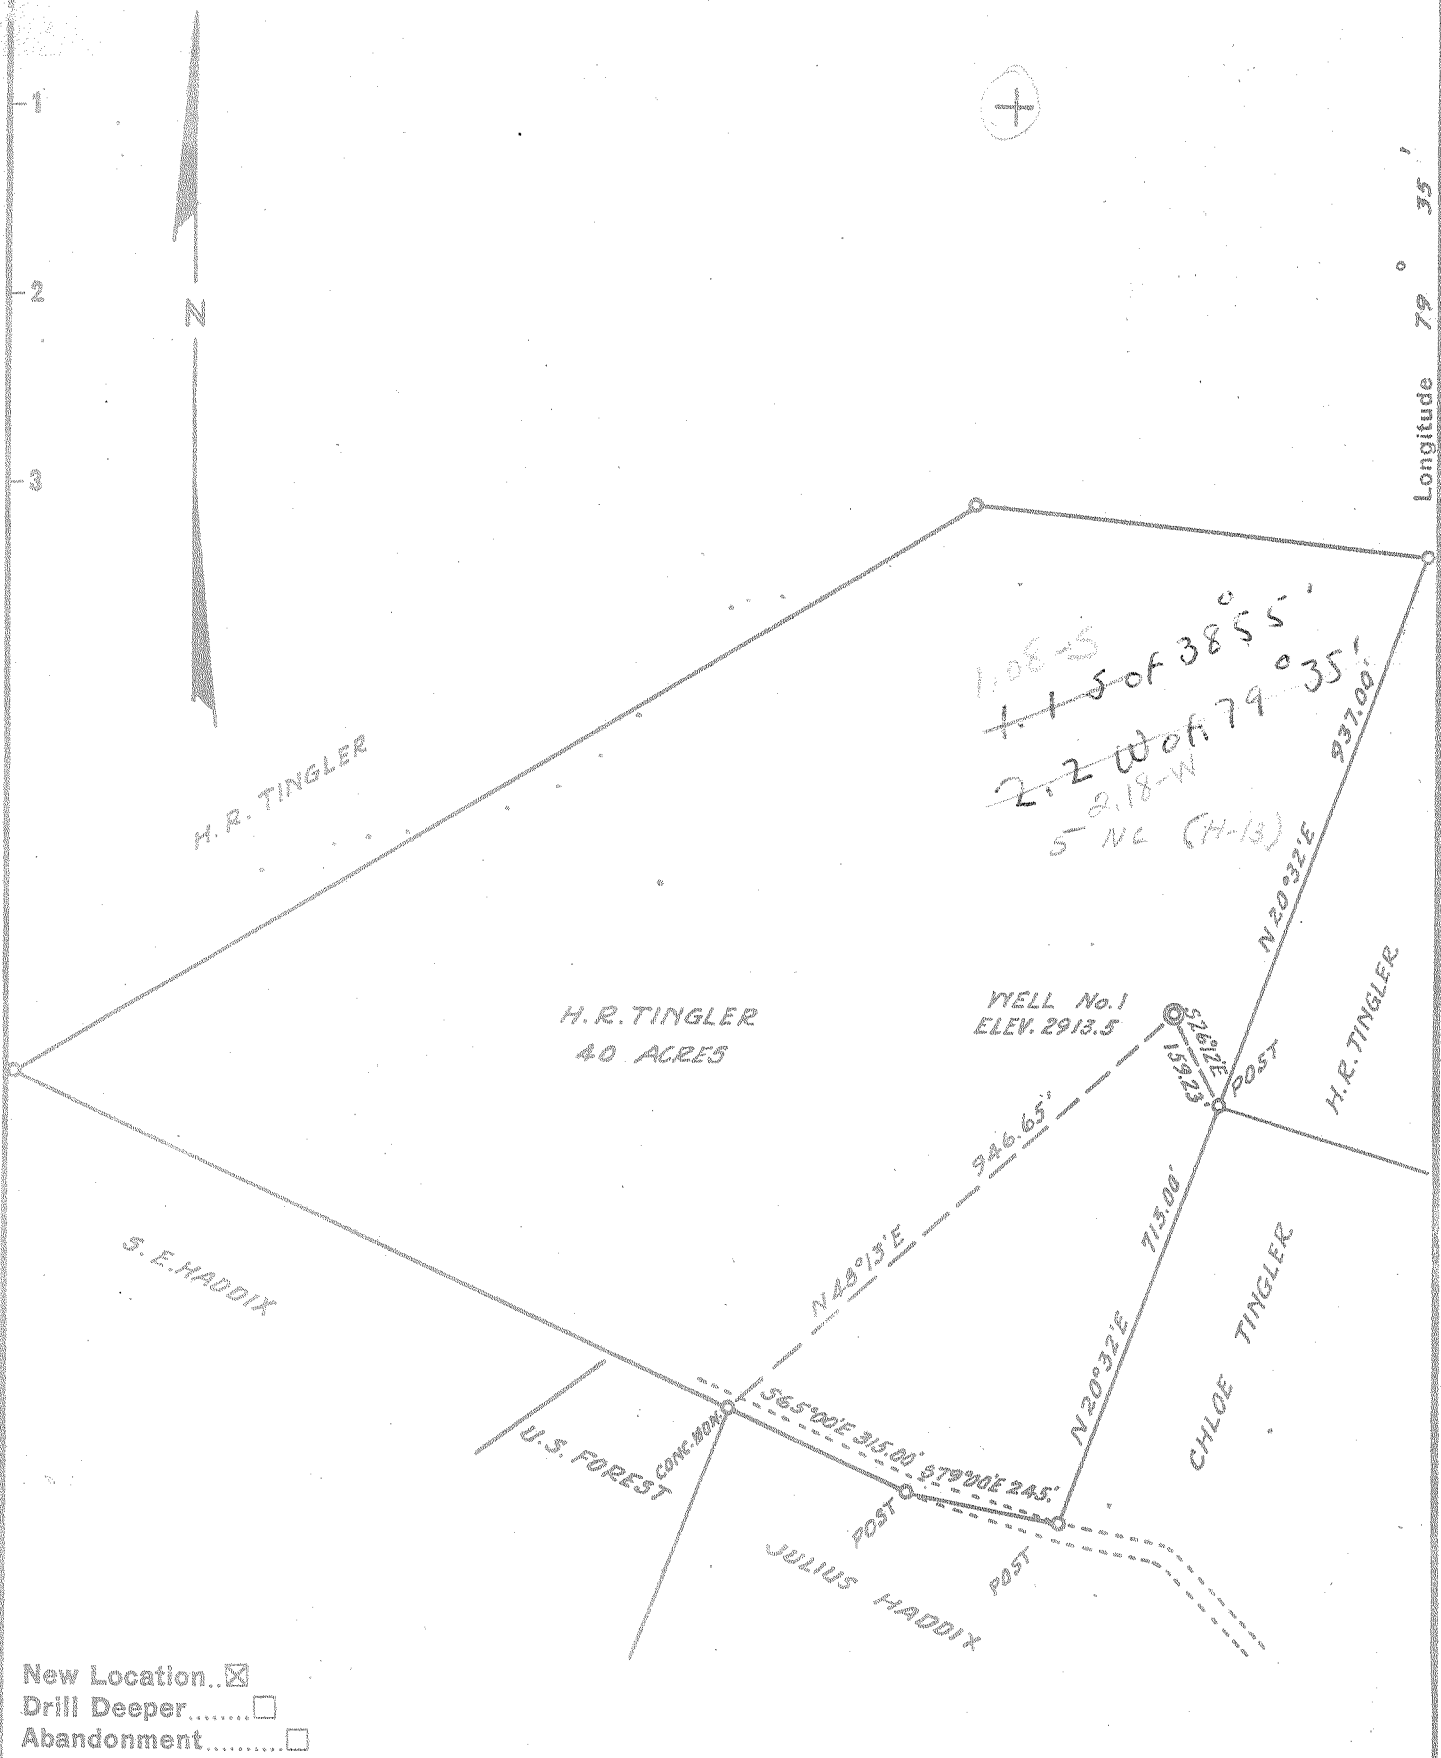 1
2
3
N
+
Longitude 79 ° 35 '
1.08-S
1.1 S of 38° 55'
2.2 W of 79° 35'
2.18-W
5 NC (H-13)
937.00'
N 20°32'E
H.R. TINGLER
H.R. TINGLER
40 ACRES
WELL No.1
ELEV. 2913.5
S26°12'E
159.23'
POST
H.R. TINGLER
946.65'
N 48°13'E
713.00'
N 20°32'E
CHLOE TINGLER
S. E. HADDIX
U.S. FOREST
CONC. MON.
S65°00'E 315.00'
S79°00'E 245.'
POST
POST
JULIUS HADDIX
New Location..☒
Drill Deeper........☐
Abandonment.........☐